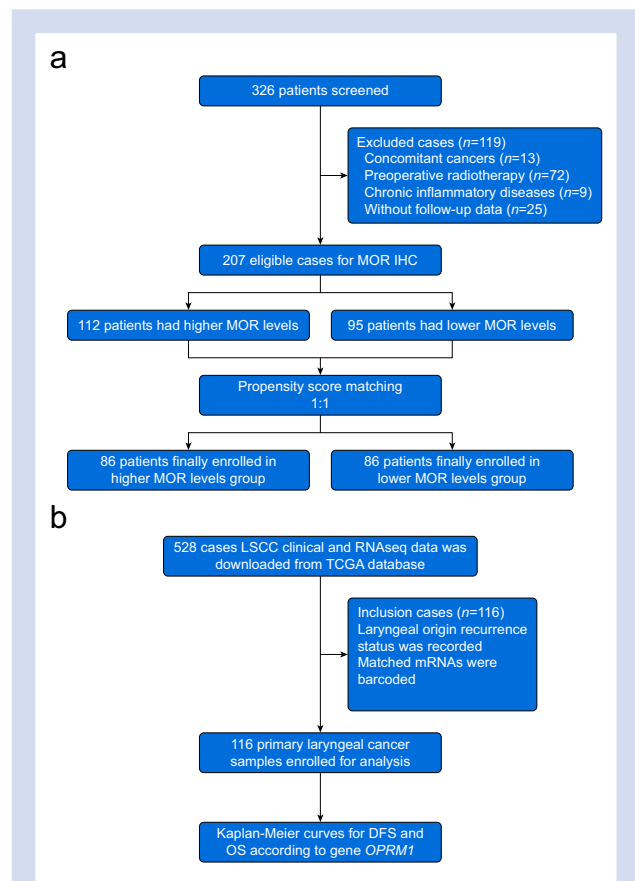 a
326 patients screened
Excluded cases (n=119)
Concomitant cancers (n=13)
Preoperative radiotherapy (n=72)
Chronic inflammatory diseases (n=9)
Without follow-up data (n=25)
207 eligible cases for MOR IHC
112 patients had higher MOR levels
95 patients had lower MOR levels
Propensity score matching
1:1
86 patients finally enrolled in
higher MOR levels group
86 patients finally enrolled in
lower MOR levels group
b
528 cases LSCC clinical and RNAseq data was
downloaded from TCGA database
Inclusion cases (n=116)
Laryngeal origin recurrence
status was recorded
Matched mRNAs were
barcoded
116 primary laryngeal cancer
samples enrolled for analysis
Kaplan-Meier curves for DFS and
OS according to gene OPRM1